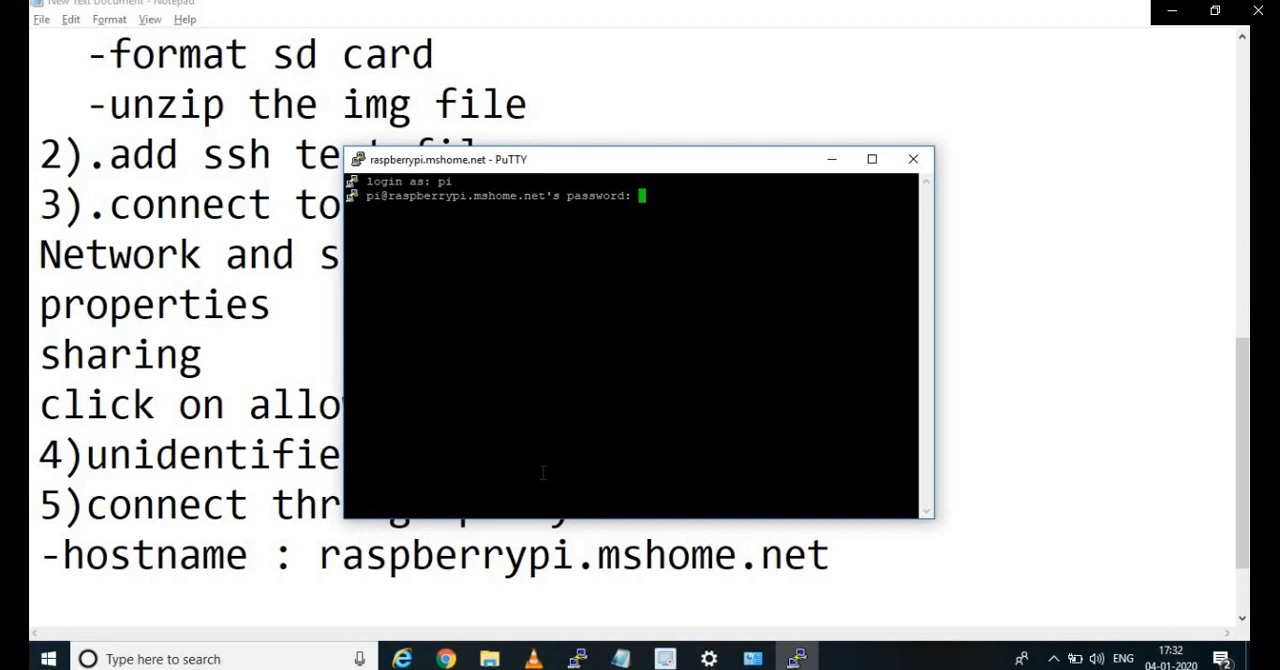 New Text Document - Notepad
File Edit Format View Help
-format sd card
-unzip the img file
2).add ssh
3).connect to
Network and s
properties
sharing
click on allo
4)unidentifie
5)connect thr
-hostname : raspberrypi.mshome.net
raspberrypi.mshome.net - PuTTY
login as: pi
pi@raspberrypi.mshome.net's password:
Type here to search
ENG
17:32
04-01-2020
2